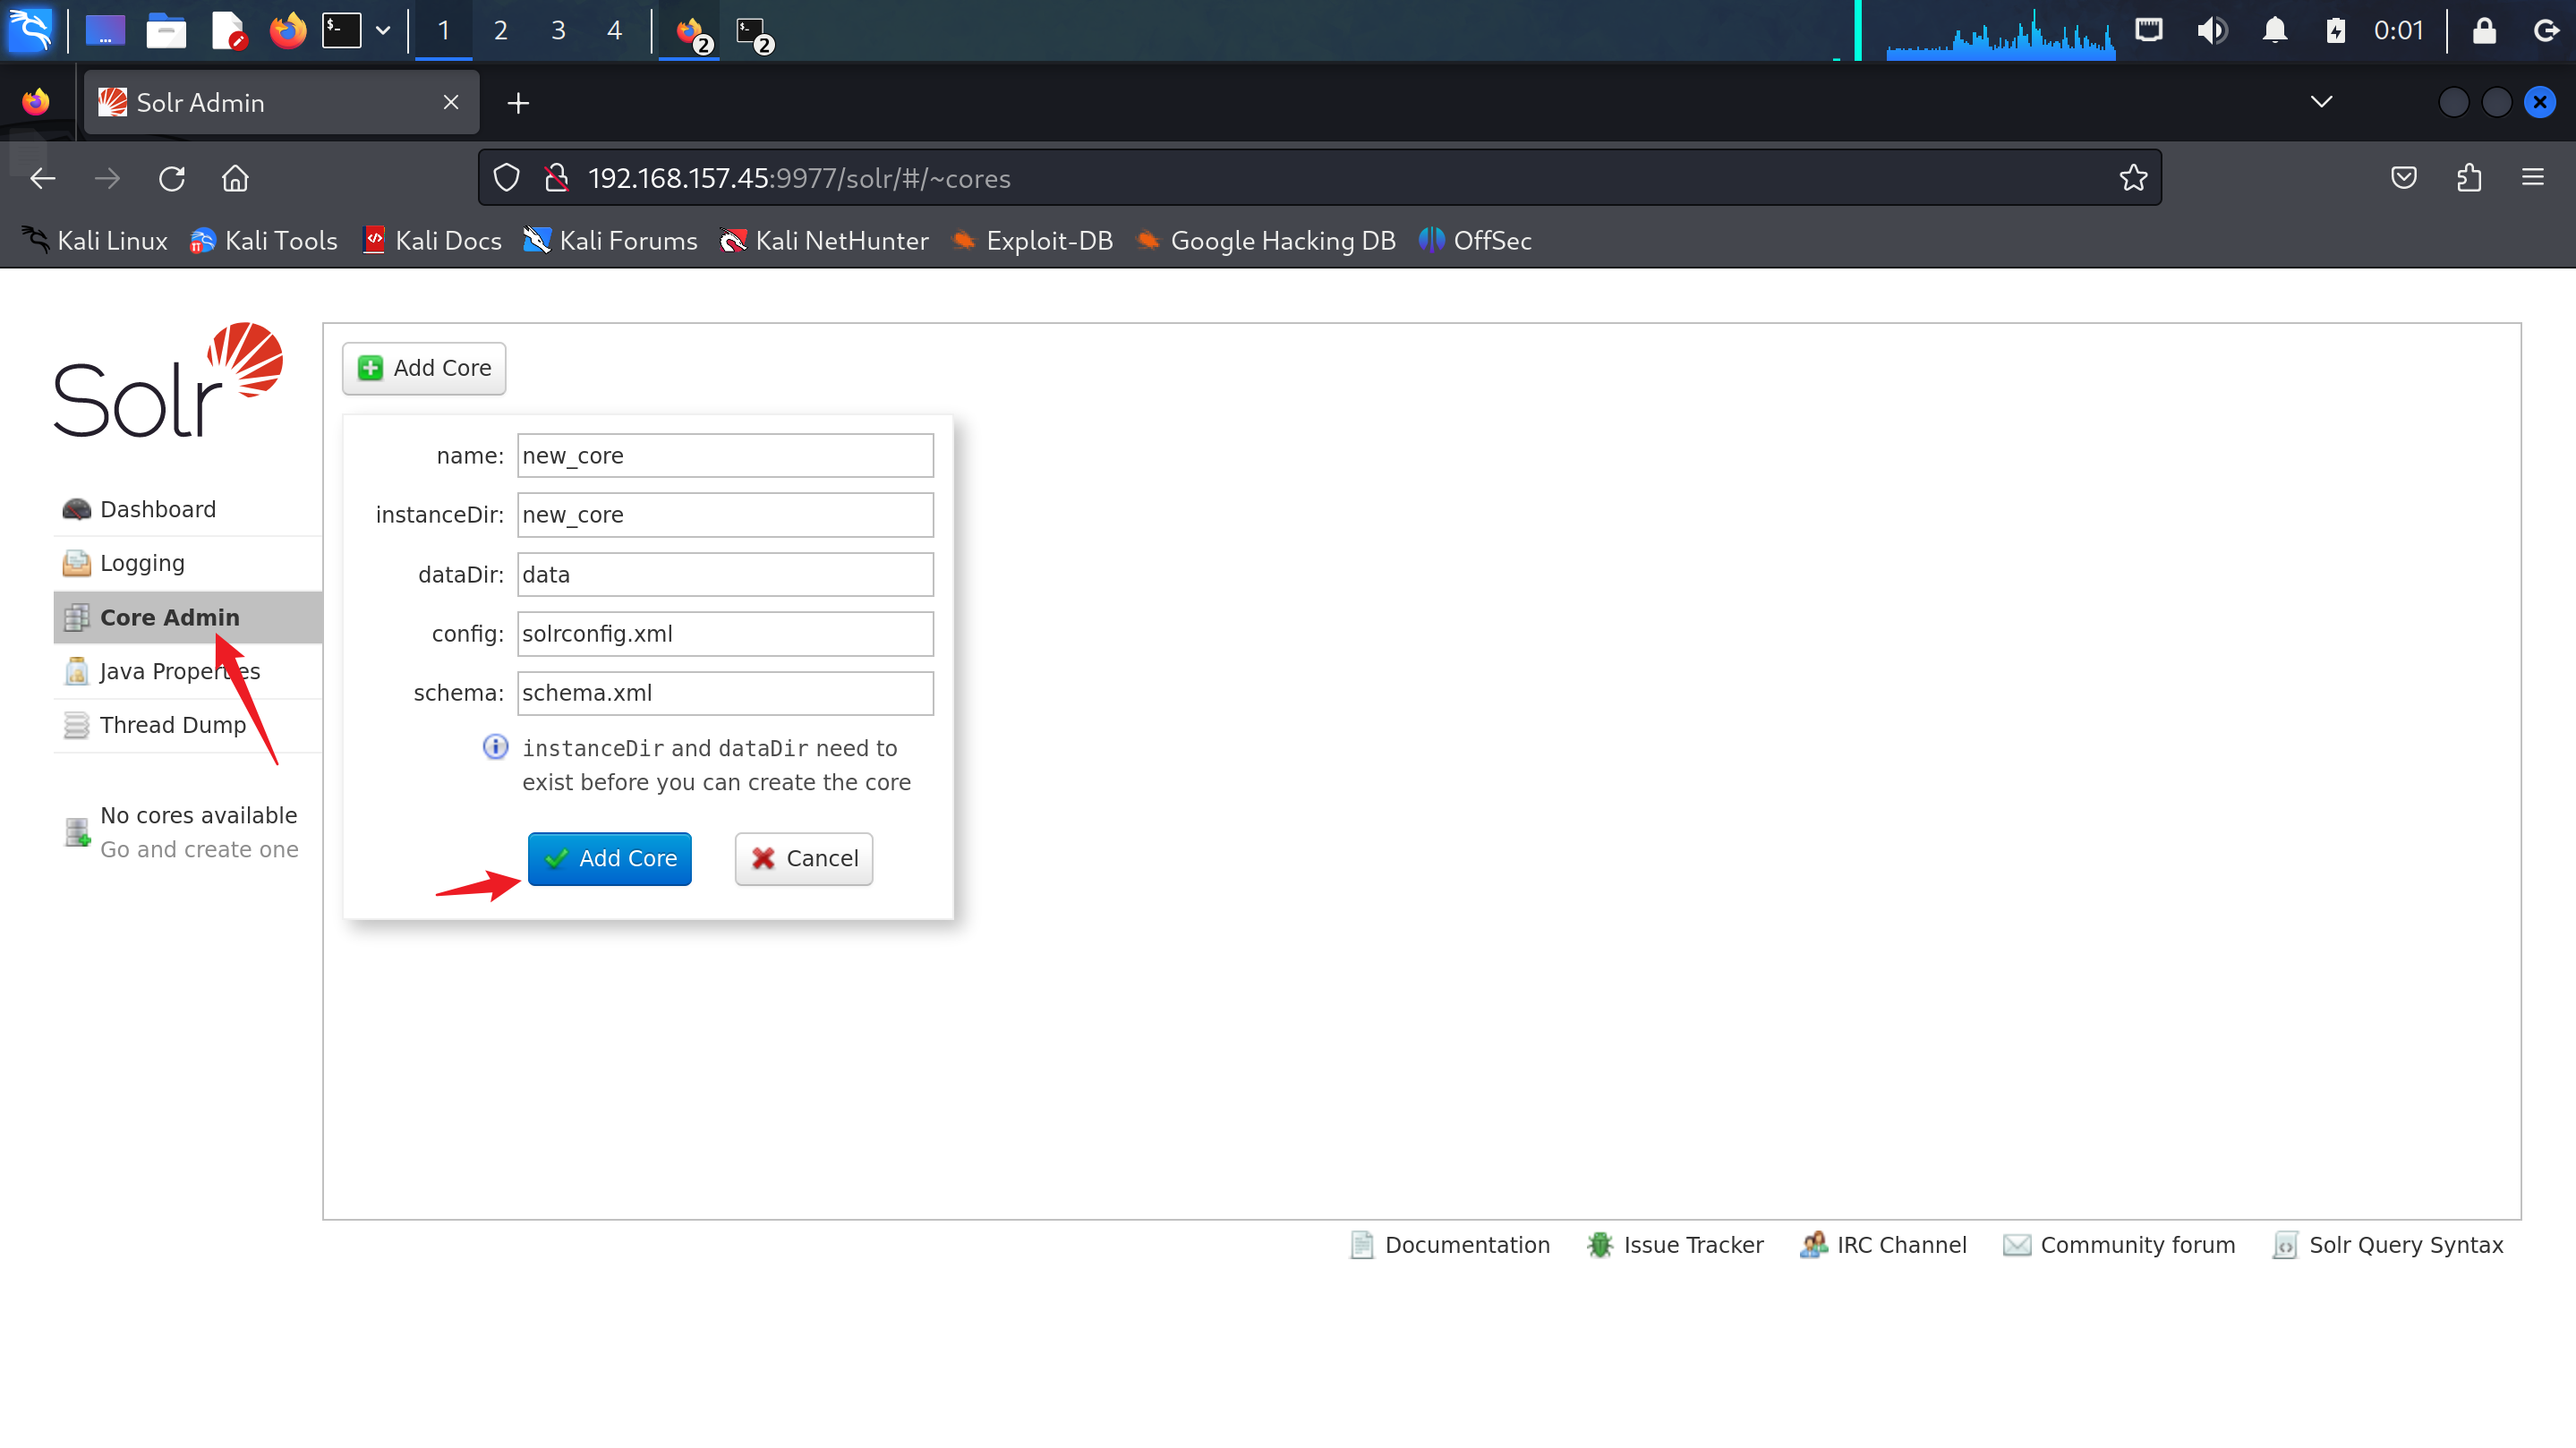 1 2 3 4 2 2 0:01
Solr Admin
192.168.157.45:9977/solr/#/~cores
Kali Linux Kali Tools Kali Docs Kali Forums Kali NetHunter Exploit-DB Google Hacking DB OffSec
Solr
Dashboard
Logging
Core Admin
Java Properties
Thread Dump
No cores available
Go and create one
Add Core
name: new_core
instanceDir: new_core
dataDir: data
config: solrconfig.xml
schema: schema.xml
instanceDir and dataDir need to
exist before you can create the core
Add Core Cancel
Documentation Issue Tracker IRC Channel Community forum Solr Query Syntax